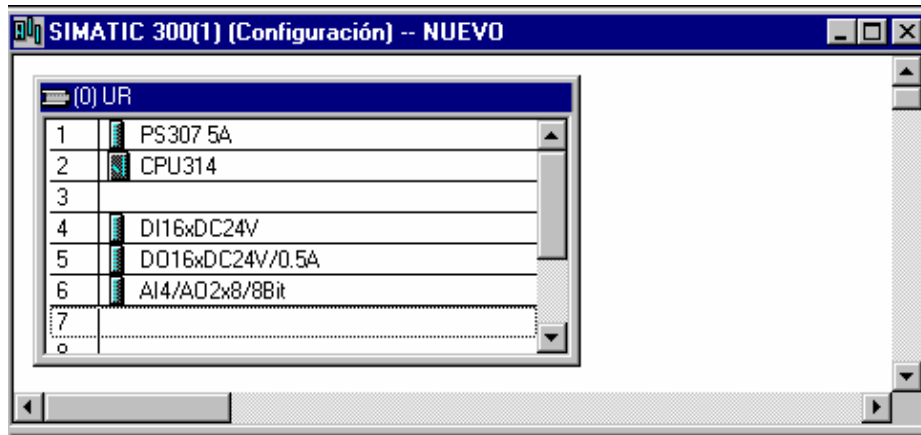 SIMATIC 300(1) (Configuración) -- NUEVO
(0) UR
1 PS307 5A
2 CPU314
3
4 DI16xDC24V
5 DO16xDC24V/0.5A
6 AI4/AO2x8/8Bit
7